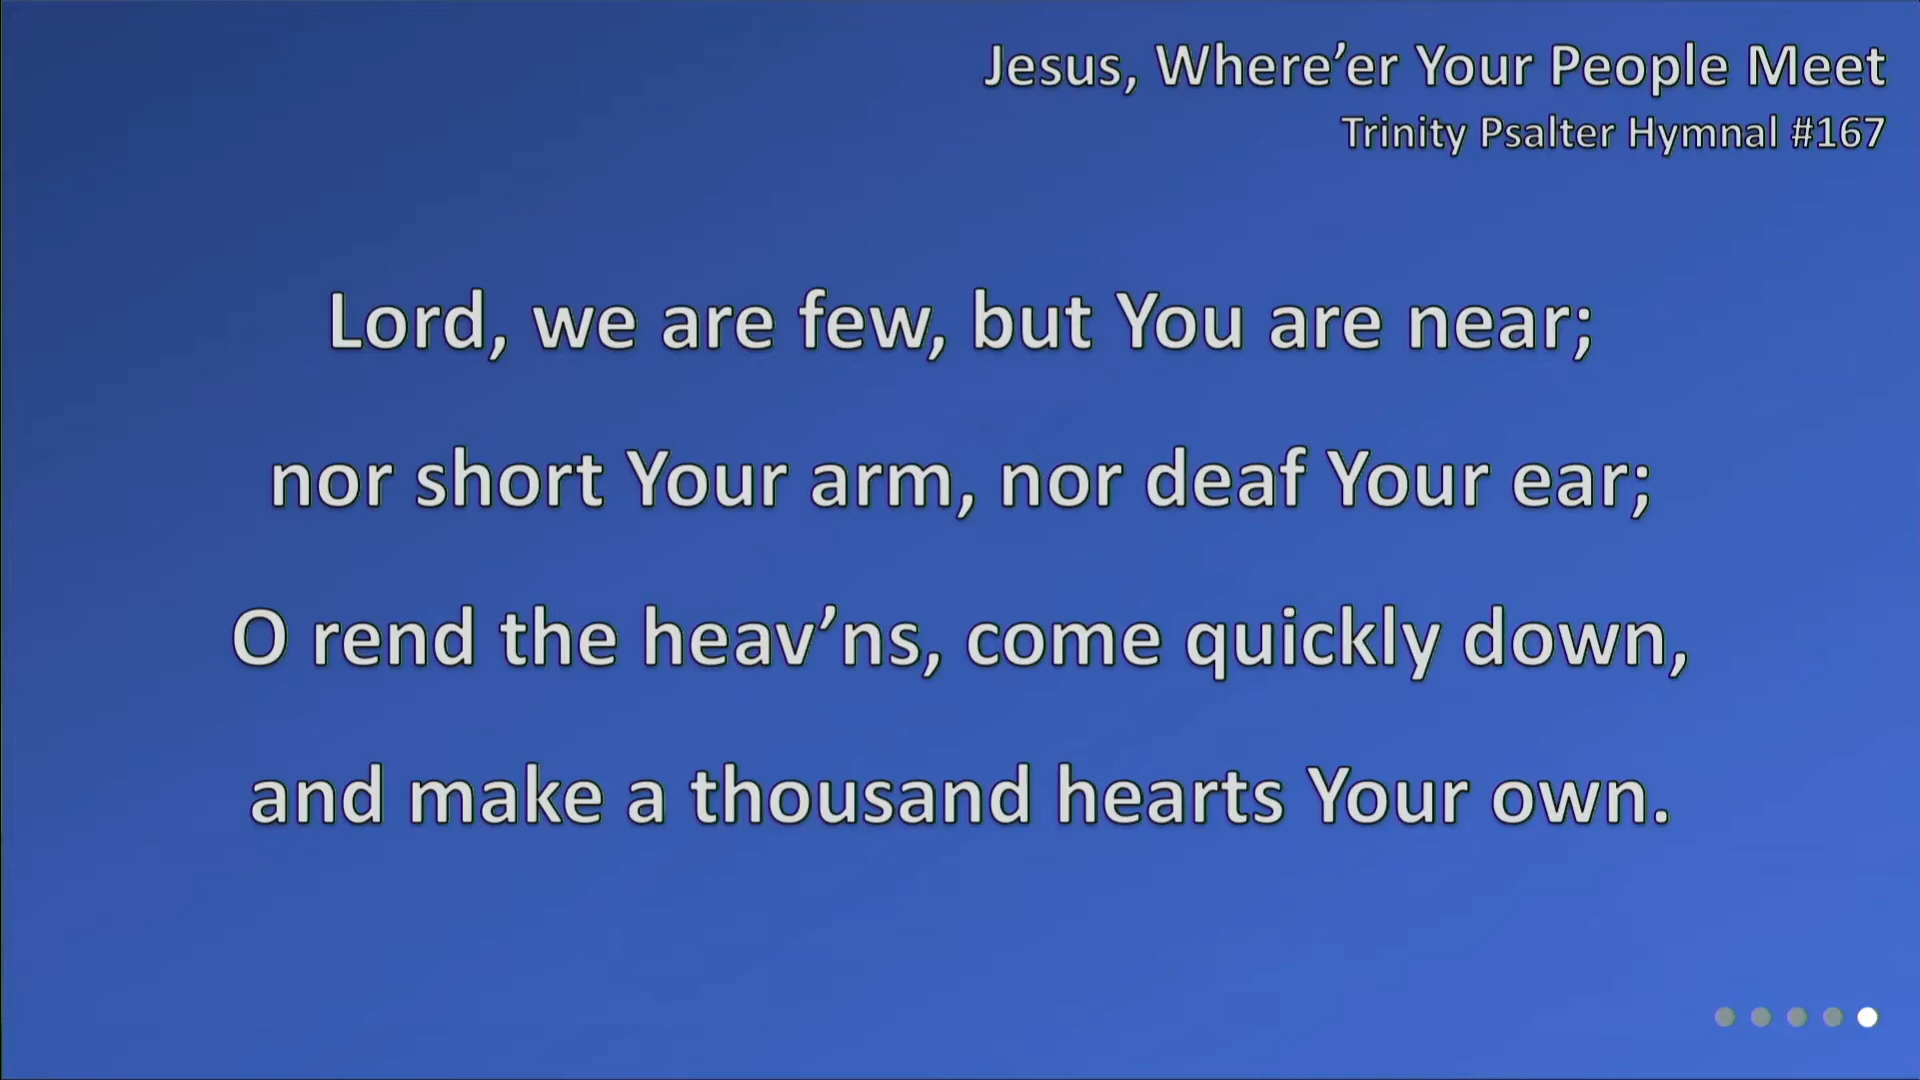 Jesus, Where’er Your People Meet
Trinity Psalter Hymnal #167
Lord, we are few, but You are near;
nor short Your arm, nor deaf Your ear;
O rend the heav’ns, come quickly down,
and make a thousand hearts Your own.